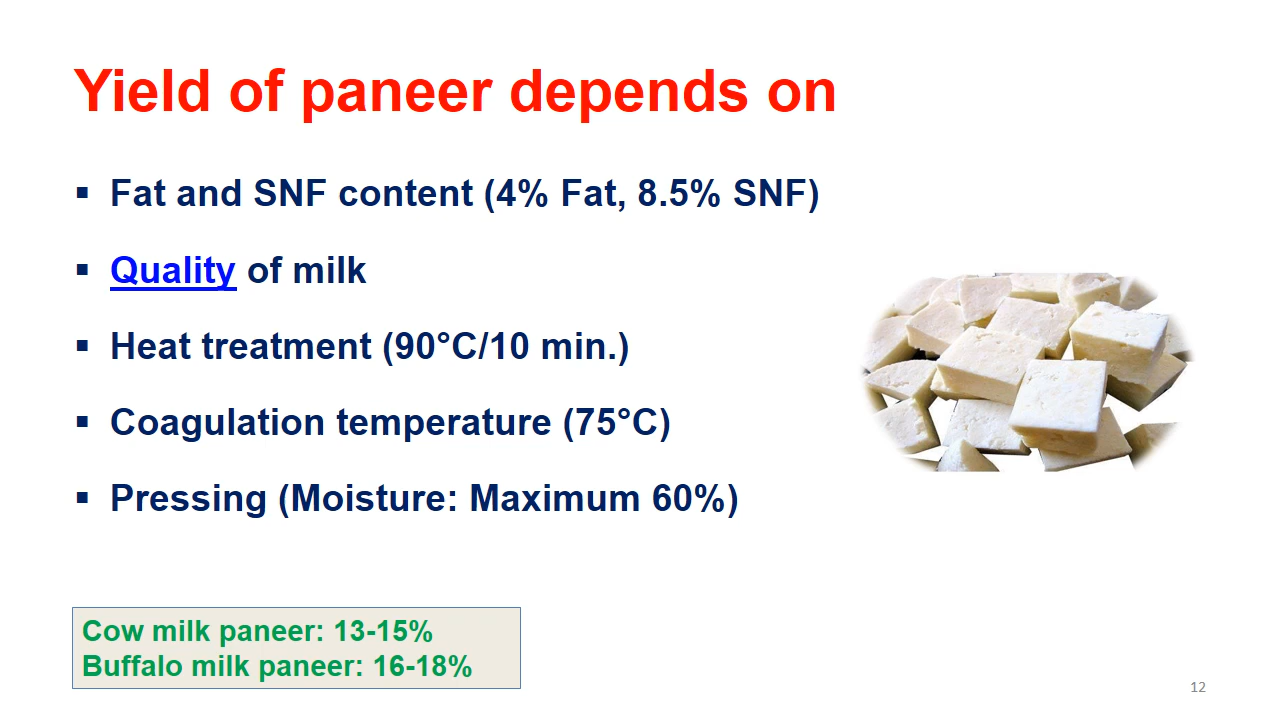 Yield of paneer depends on
▪ Fat and SNF content (4% Fat, 8.5% SNF)
▪ Quality of milk
▪ Heat treatment (90°C/10 min.)
▪ Coagulation temperature (75°C)
▪ Pressing (Moisture: Maximum 60%)
Cow milk paneer: 13-15%
Buffalo milk paneer: 16-18%
12